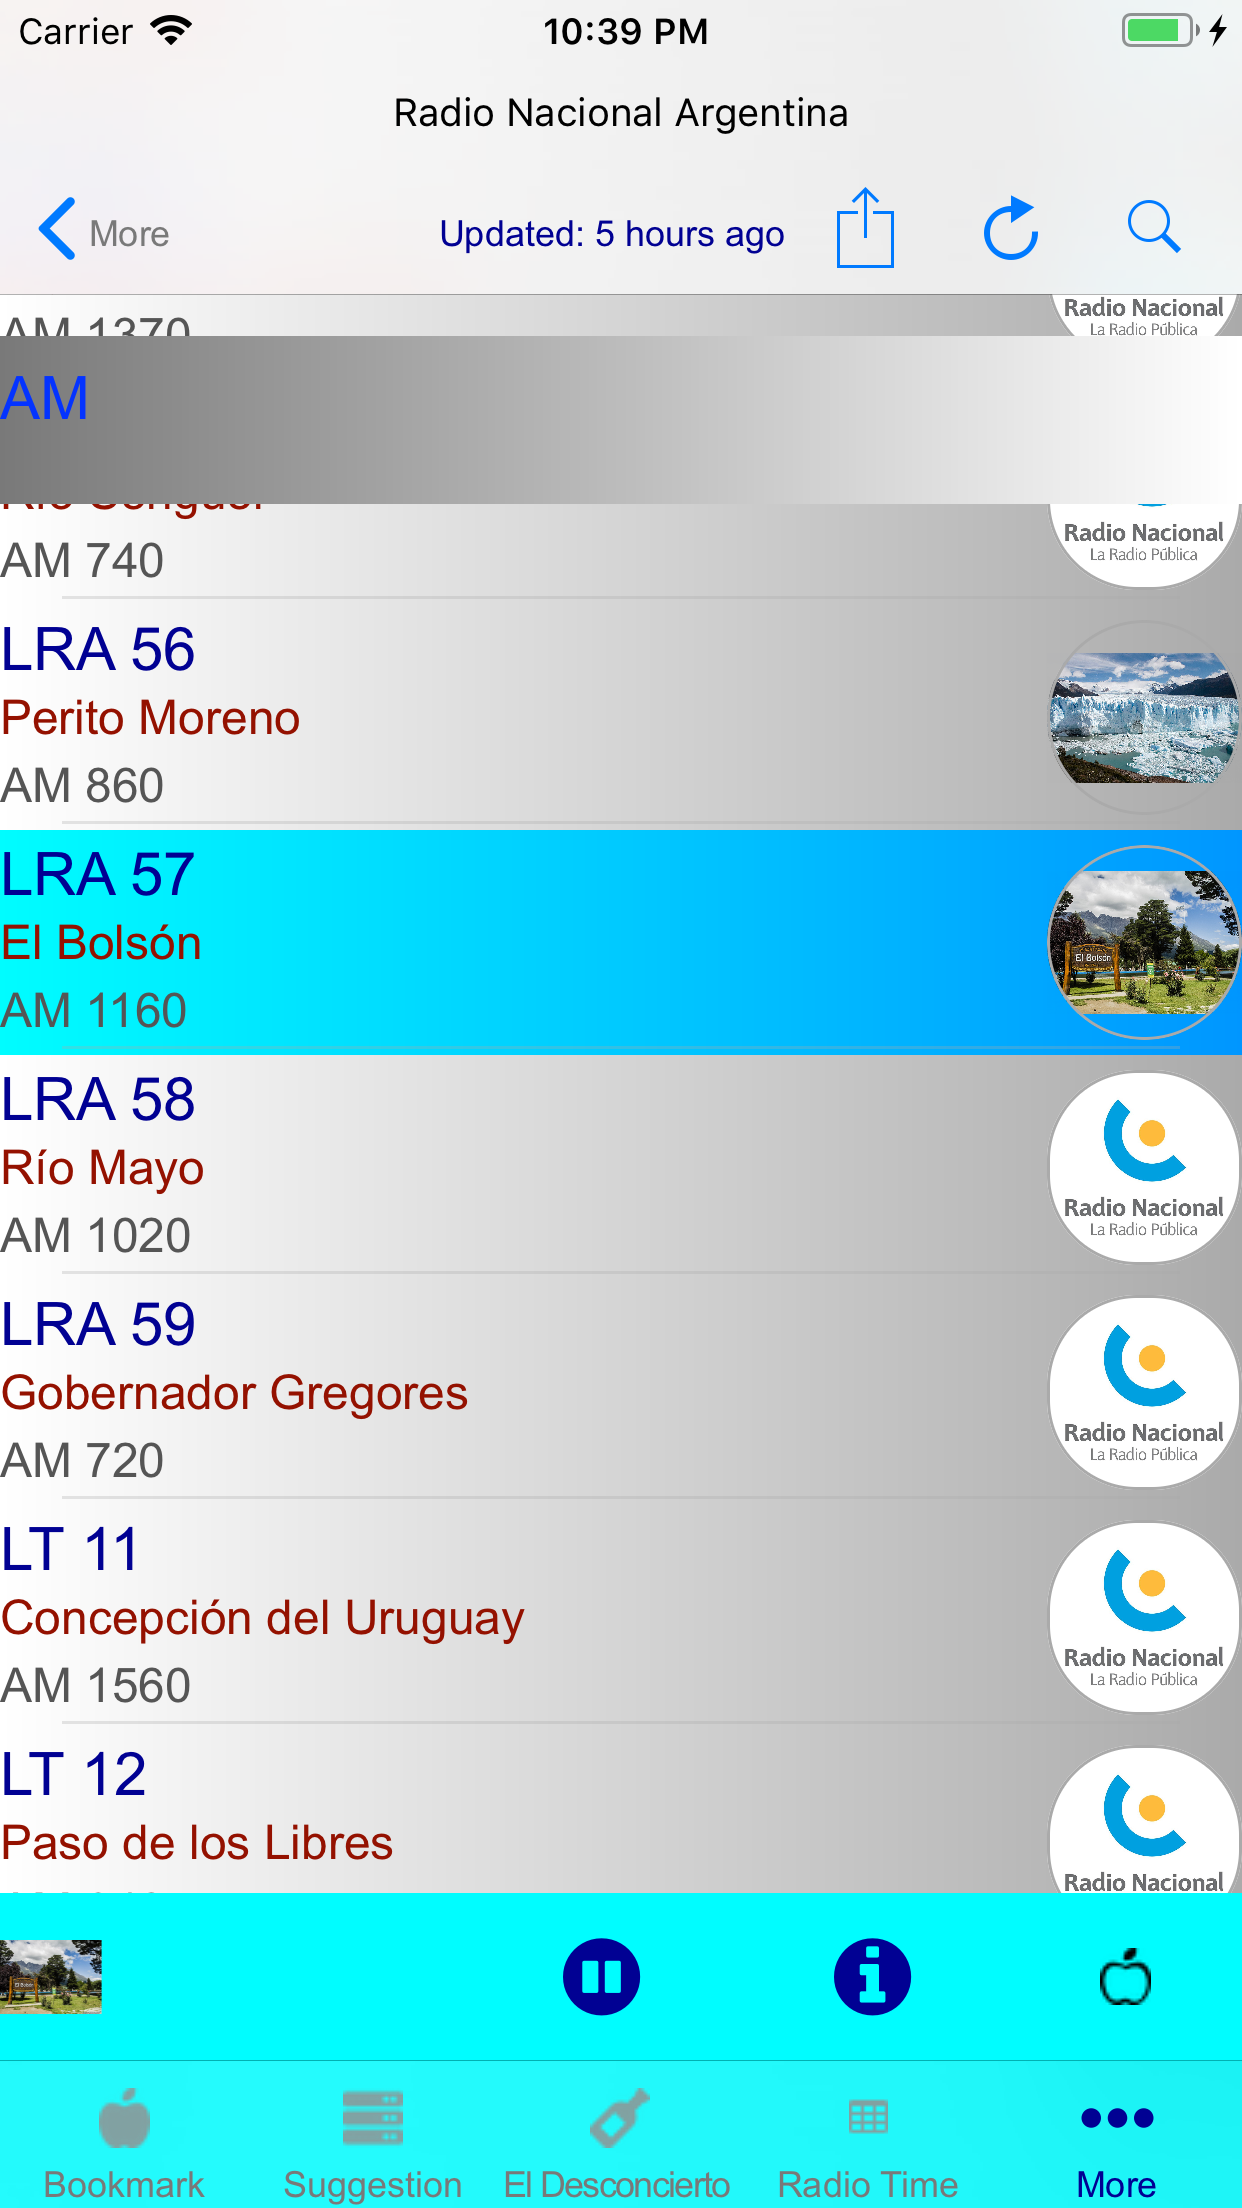 Carrier
10:39 PM
Radio Nacional Argentina
More
Updated: 5 hours ago
AM 1370
Radio Nacional
La Radio Pública
AM
AM 740
Radio Nacional
La Radio Pública
LRA 56
Perito Moreno
AM 860
LRA 57
El Bolsón
AM 1160
El Bolsón
LRA 58
Río Mayo
AM 1020
Radio Nacional
La Radio Pública
LRA 59
Gobernador Gregores
AM 720
Radio Nacional
La Radio Pública
LT 11
Concepción del Uruguay
AM 1560
Radio Nacional
La Radio Pública
LT 12
Paso de los Libres
Radio Nacional
El Bolsón
Bookmark
Suggestion
El Desconcierto
Radio Time
More